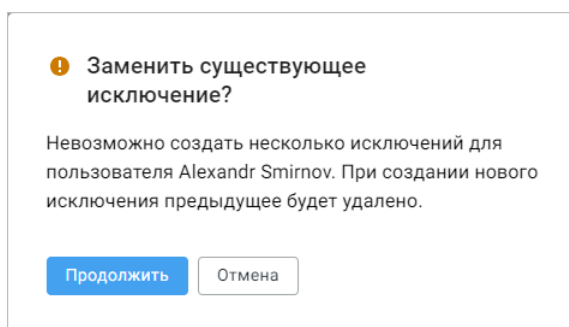 Заменить существующее
исключение?
Невозможно создать несколько исключений для
пользователя Alexandr Smirnov. При создании нового
исключения предыдущее будет удалено.
Продолжить
Отмена